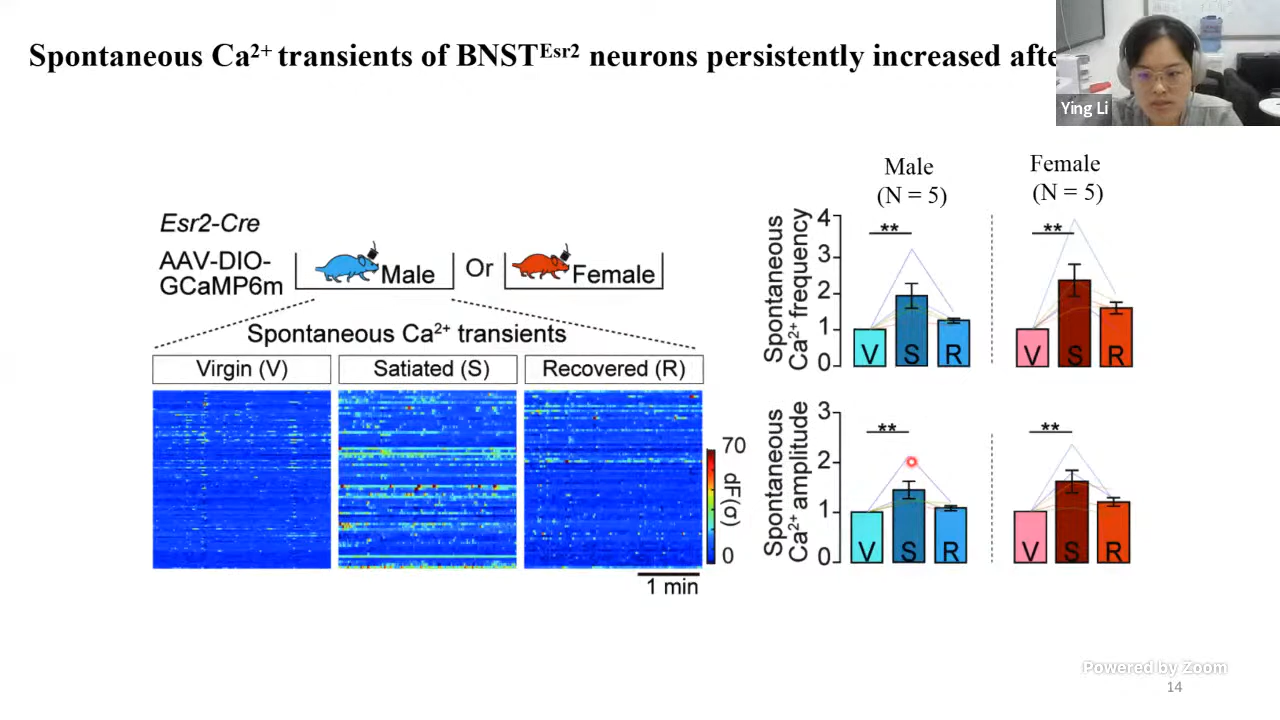 Spontaneous Ca²⁺ transients of BNSTᴱˢʳ² neurons persistently increased afte
Ying Li
Esr2-Cre
AAV-DIO-
GCaMP6m
Male
Or
Female
Spontaneous Ca²⁺ transients
Virgin (V)
Satiated (S)
Recovered (R)
70
dF(σ)
0
1 min
Male
(N = 5)
Female
(N = 5)
Spontaneous
Ca²⁺ frequency
4
3
2
1
0
**
V
S
R
**
V
S
R
Spontaneous
Ca²⁺ amplitude
3
2
1
0
**
V
S
R
**
V
S
R
Powered by Zoom
14